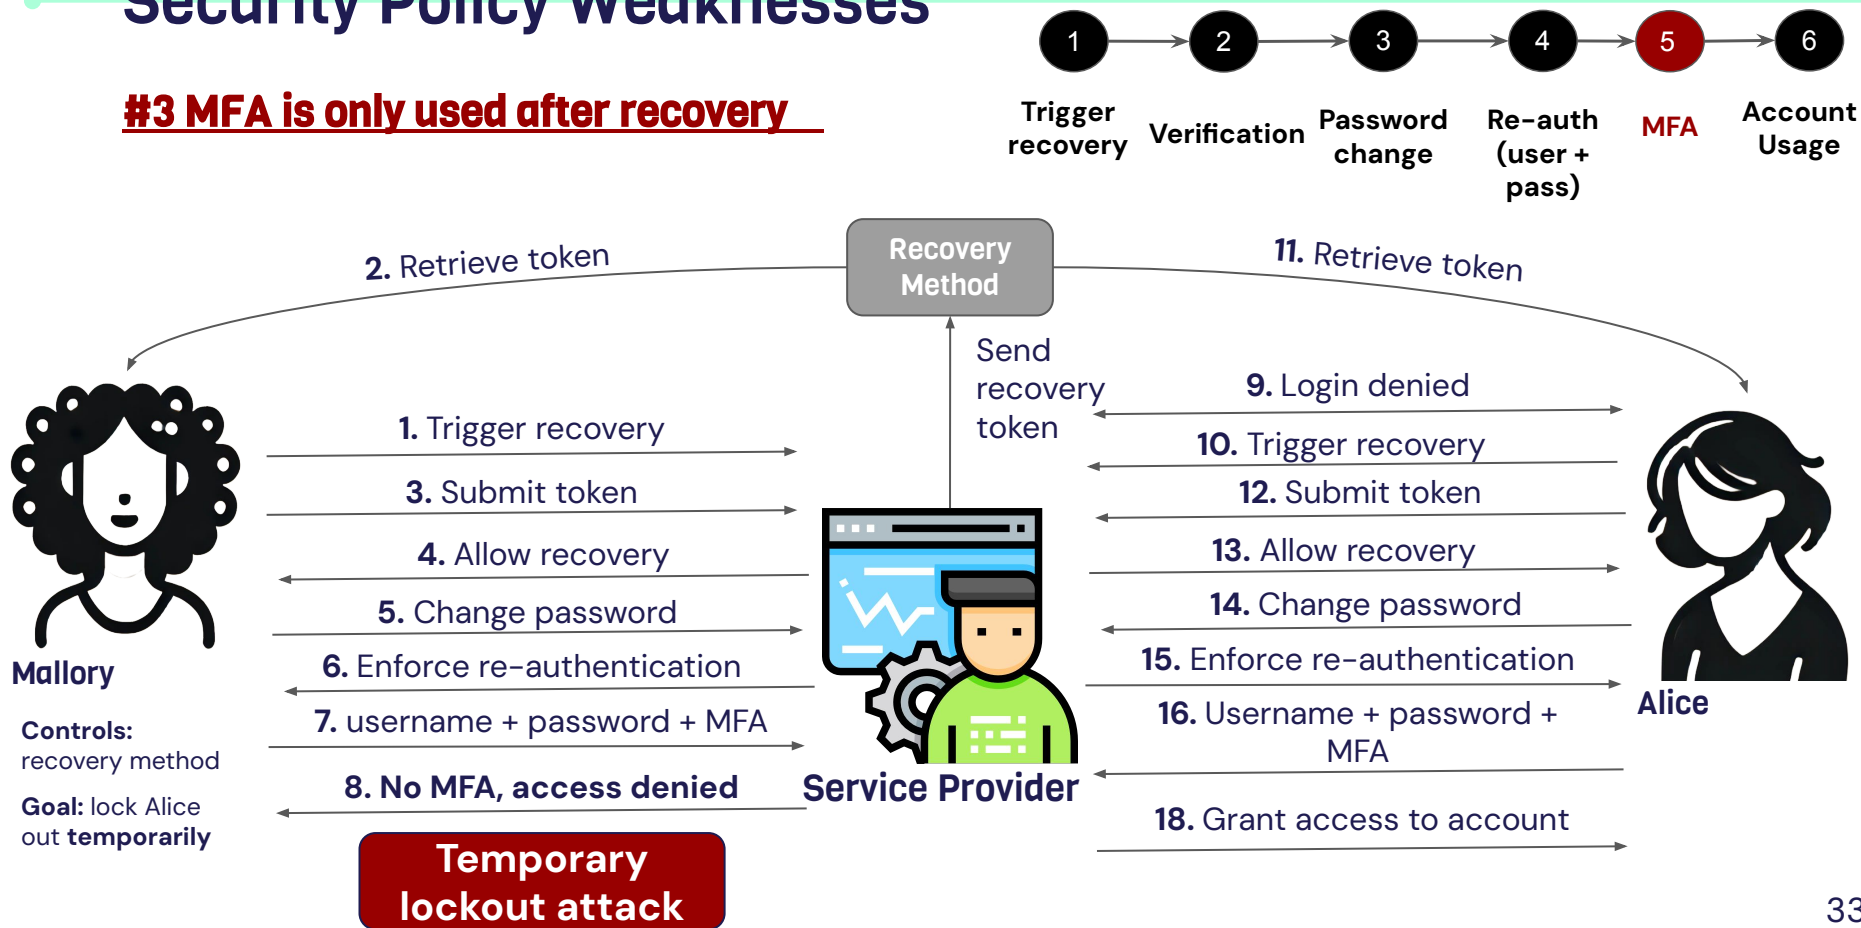 Security Policy Weaknesses
#3 MFA is only used after recovery
1
2
3
4
5
6
Trigger
recovery
Verification
Password
change
Re-auth
(user +
pass)
MFA
Account
Usage
Recovery
Method
2. Retrieve token
11. Retrieve token
Send
recovery
token
1. Trigger recovery
3. Submit token
4. Allow recovery
5. Change password
6. Enforce re-authentication
7. username + password + MFA
8. No MFA, access denied
9. Login denied
10. Trigger recovery
12. Submit token
13. Allow recovery
14. Change password
15. Enforce re-authentication
16. Username + password +
MFA
18. Grant access to account
Mallory
Controls:
recovery method
Goal: lock Alice
out temporarily
Service Provider
Alice
Temporary
lockout attack
33